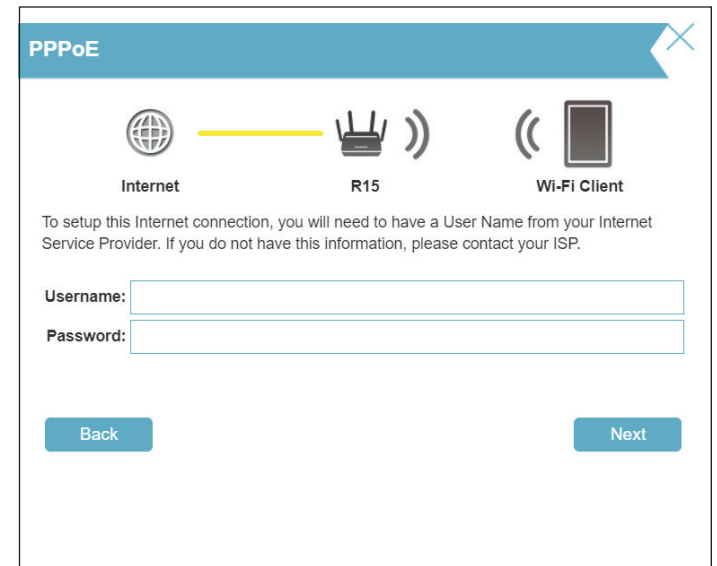 PPPoE
Internet
R15
Wi-Fi Client
To setup this Internet connection, you will need to have a User Name from your Internet
Service Provider. If you do not have this information, please contact your ISP.
Username:
Password:
Back
Next